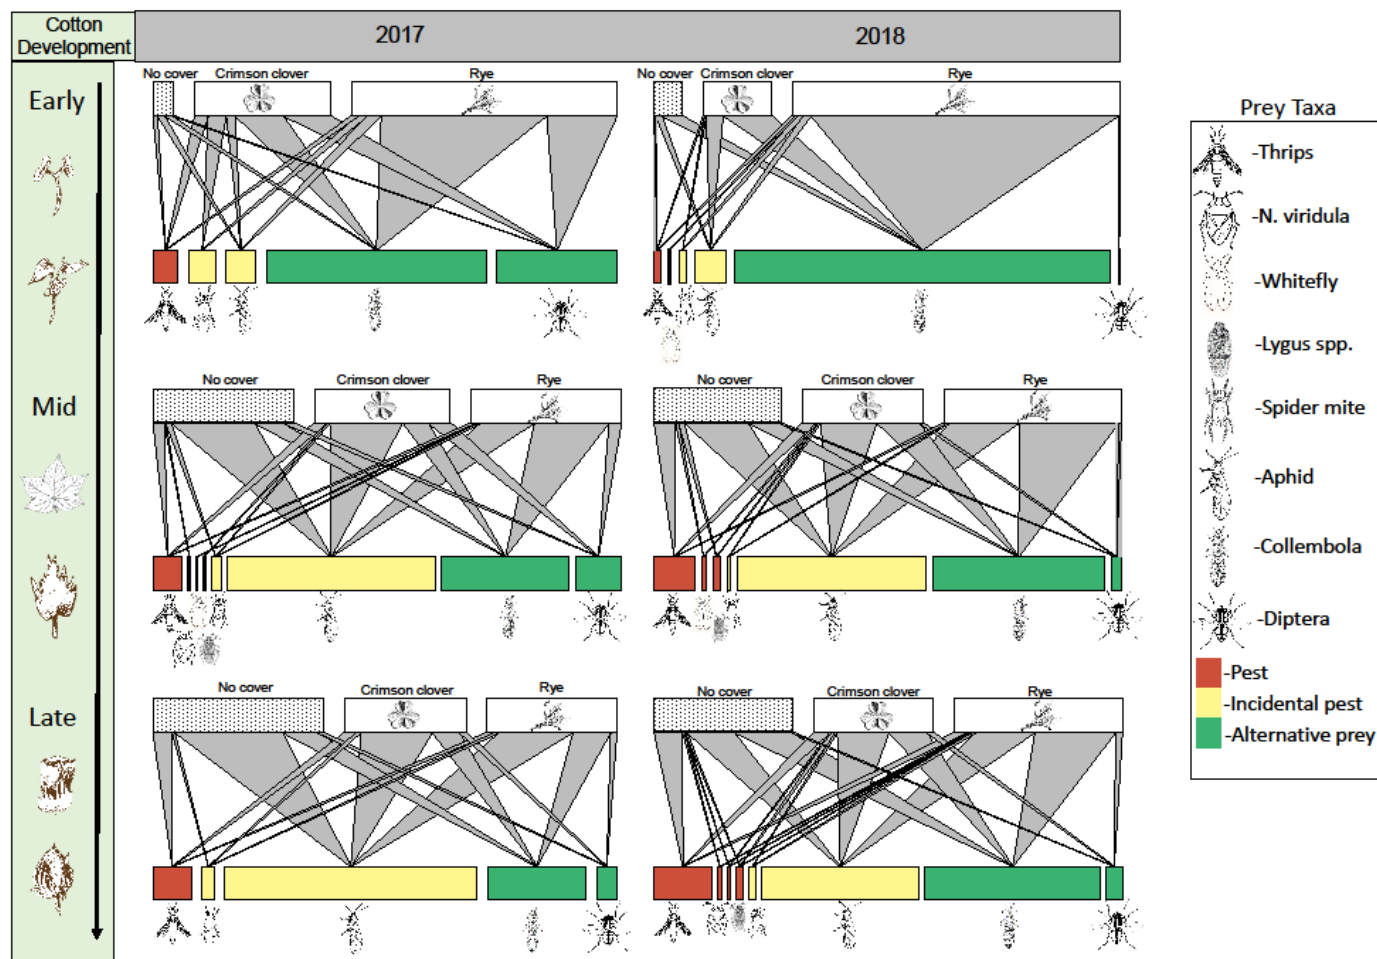 Cotton
Development
2017
2018
Early
No cover
Crimson clover
Rye
No cover
Crimson clover
Rye
Mid
No cover
Crimson clover
Rye
No cover
Crimson clover
Rye
Late
No cover
Crimson clover
Rye
No cover
Crimson clover
Rye
Prey Taxa
-Thrips
-N. viridula
-Whitefly
-Lygus spp.
-Spider mite
-Aphid
-Collembola
-Diptera
-Pest
-Incidental pest
-Alternative prey